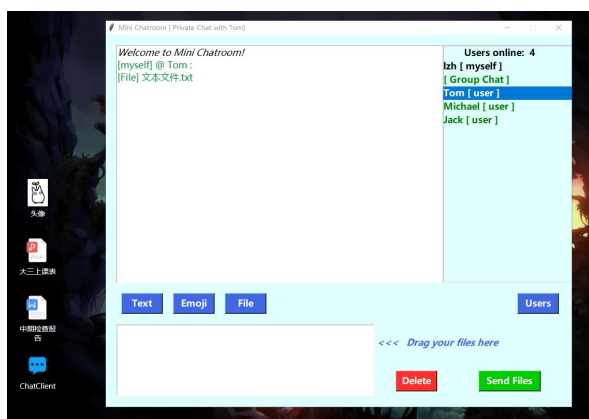 Mini Chatroom [ Private Chat with Tom]
Welcome to Mini Chatroom!
[myself] @ Tom :
[File] 文本文件.txt
Users online: 4
lzh [ myself ]
[ Group Chat ]
Tom [ user ]
Michael [ user ]
Jack [ user ]
Text
Emoji
File
Users
<<< Drag your files here
Delete
Send Files
头像
PDF
大三上课表
W
中期检查报
告
ChatClient